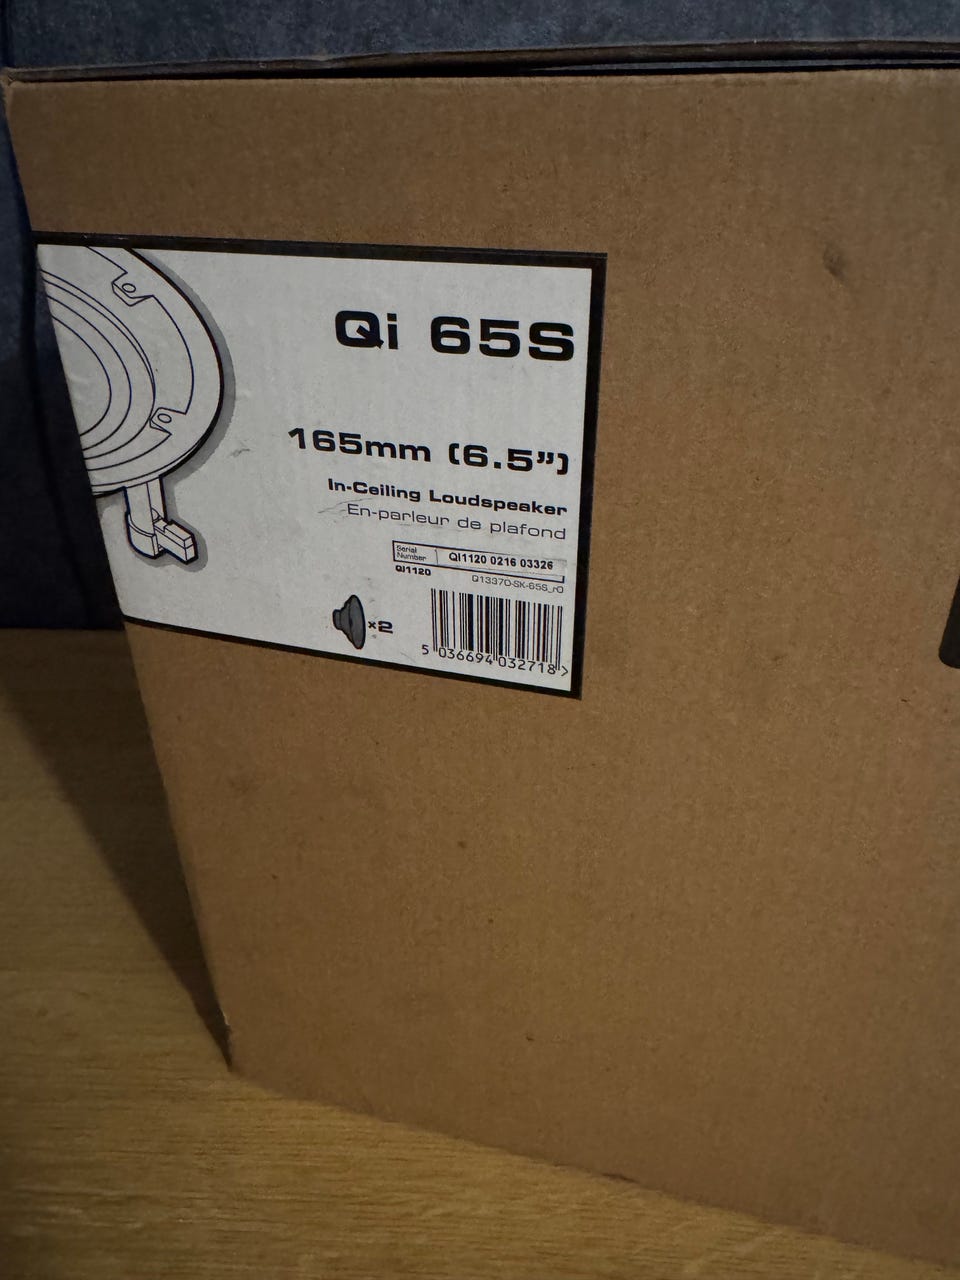 Qi 65S
165mm (6.5”)
In-Ceiling Loudspeaker
En-parleur de plafond
Serial
Number
QI1120 0216 03326
QI1120
Q13370-SK-65S_r0
×2
5 036694 032718 >